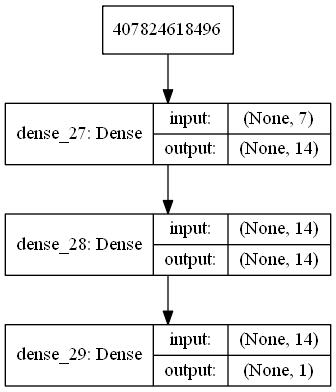 407824618496
dense_27: Dense
input: (None, 7)
output: (None, 14)
dense_28: Dense
input: (None, 14)
output: (None, 14)
dense_29: Dense
input: (None, 14)
output: (None, 1)